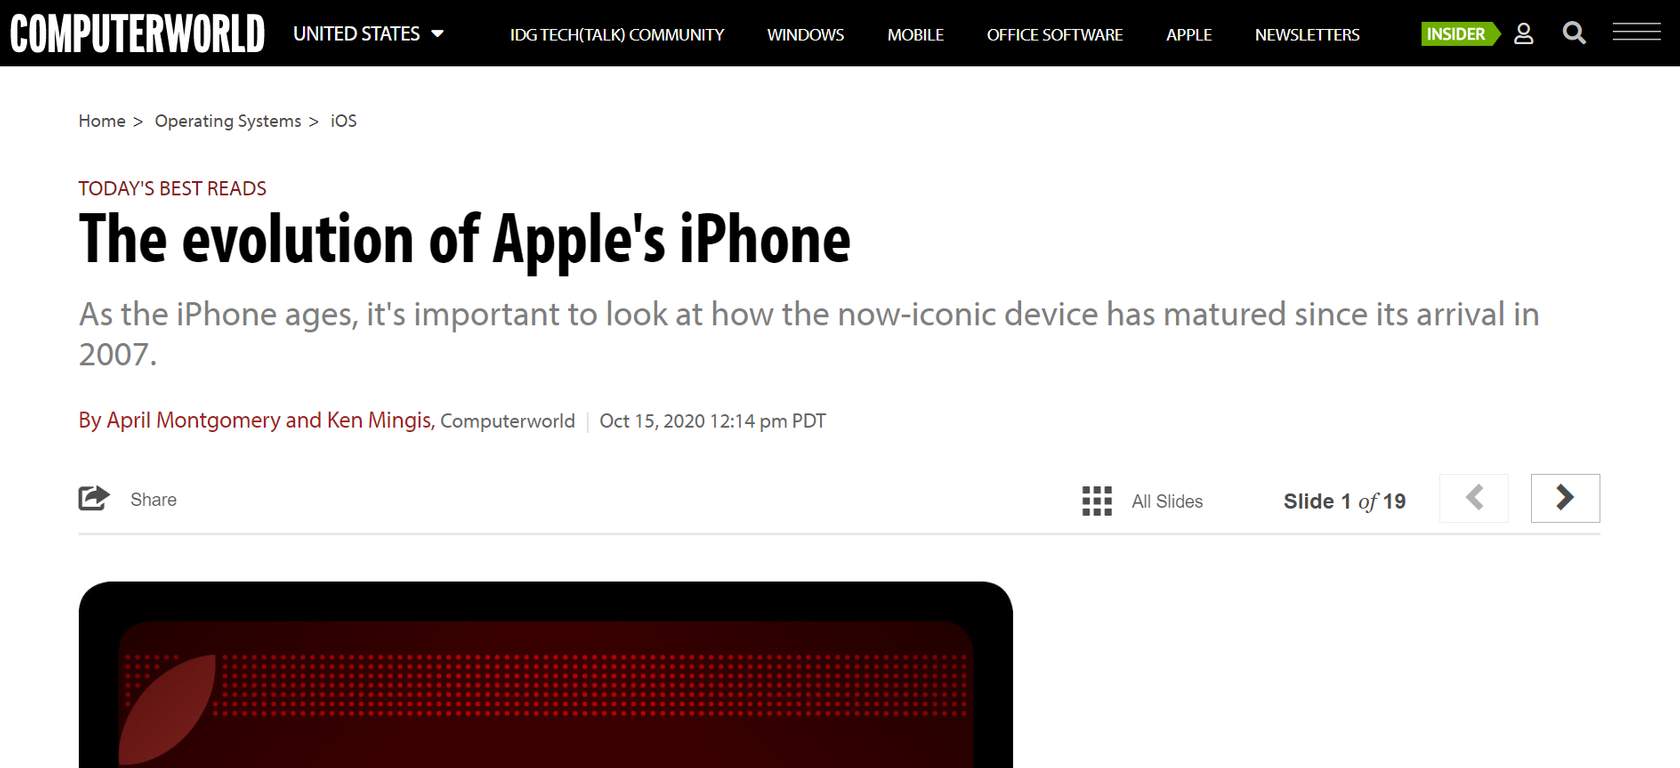 COMPUTERWORLD UNITED STATES IDG TECH(TALK) COMMUNITY WINDOWS MOBILE OFFICE SOFTWARE APPLE NEWSLETTERS INSIDER
Home > Operating Systems > iOS
TODAY'S BEST READS
The evolution of Apple's iPhone
As the iPhone ages, it's important to look at how the now-iconic device has matured since its arrival in
2007.
By April Montgomery and Ken Mingis, Computerworld | Oct 15, 2020 12:14 pm PDT
Share All Slides Slide 1 of 19